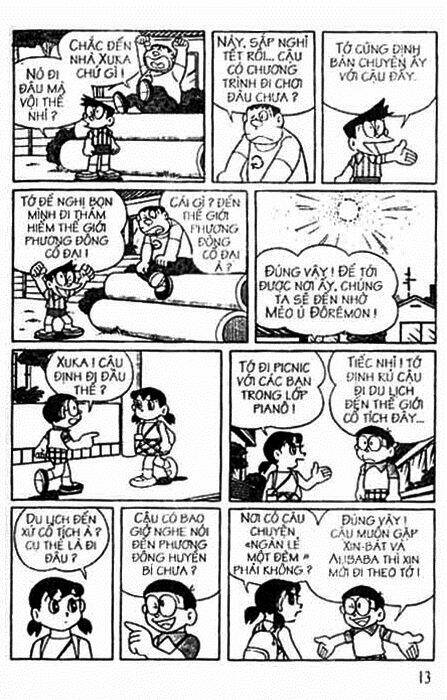 NÓ ĐI
ĐÂU MÀ
VỘI THẾ
NHỈ ?
CHẮC ĐẾN
NHÀ XUKA
CHỨ GÌ !
NÀY, SẮP NGHỈ
TẾT RỒI... CẬU
CÓ CHƯƠNG
TRÌNH ĐI CHƠI
ĐÂU CHƯA ?
TỚ CŨNG ĐỊNH
BÀN CHUYỆN ẤY
VỚI CẬU ĐÂY.
TỚ ĐỀ NGHỊ BỌN
MÌNH ĐI THÁM
HIỂM THẾ GIỚI
PHƯƠNG ĐÔNG
CỔ ĐẠI !
CÁI GÌ ? ĐẾN
THẾ GIỚI
PHƯƠNG
ĐÔNG
CỔ ĐẠI
À ?
ĐÚNG VẬY ! ĐỂ TỚI
ĐƯỢC NƠI ẤY, CHÚNG
TA SẼ ĐẾN NHỜ
MÈO Ú ĐÔRÊMON !
XUKA ! CẬU
ĐỊNH ĐI ĐÂU
THẾ ?
TỚ ĐI PICNIC
VỚI CÁC BẠN
TRONG LỚP
PIANÔ !
TIẾC NHỈ ! TỚ
ĐỊNH RỦ CẬU
ĐI DU LỊCH
ĐẾN THẾ GIỚI
CỔ TÍCH ĐÂY...
DU LỊCH ĐẾN
XỨ CỔ TÍCH À ?
CỤ THỂ LÀ ĐI
ĐÂU ?
CẬU CÓ BAO
GIỜ NGHE NÓI
ĐẾN PHƯƠNG
ĐÔNG HUYỀN
BÍ CHƯA ?
NƠI CÓ CÂU
CHUYỆN
«NGÀN LẺ
MỘT ĐÊM »
PHẢI KHÔNG ?
ĐÚNG VẬY !
CẬU MUỐN GẶP
XIN-BÁT VÀ
ALIBABA THÌ XIN
MỜI ĐI THEO TỚ !
13